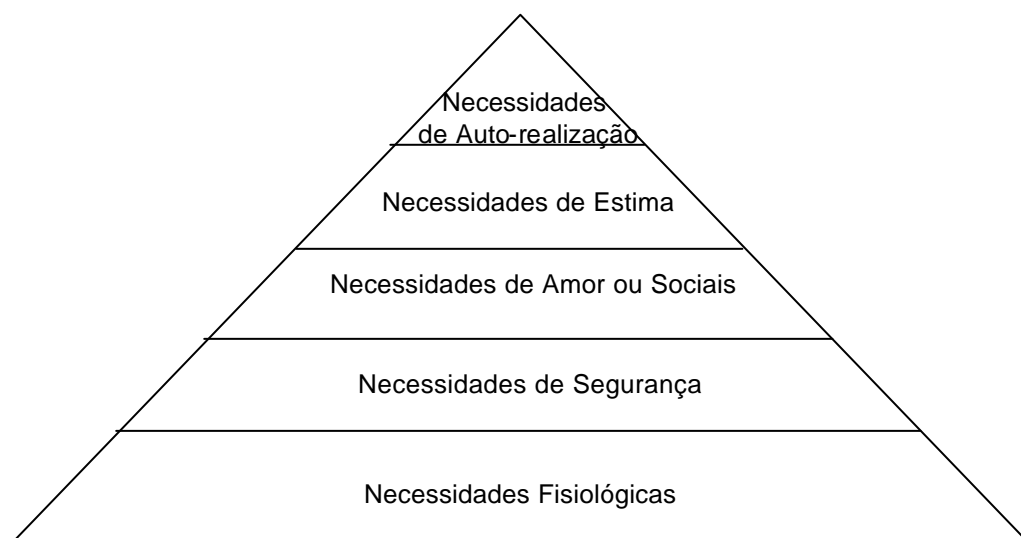 Necessidades
de Auto-realização
Necessidades de Estima
Necessidades de Amor ou Sociais
Necessidades de Segurança
Necessidades Fisiológicas